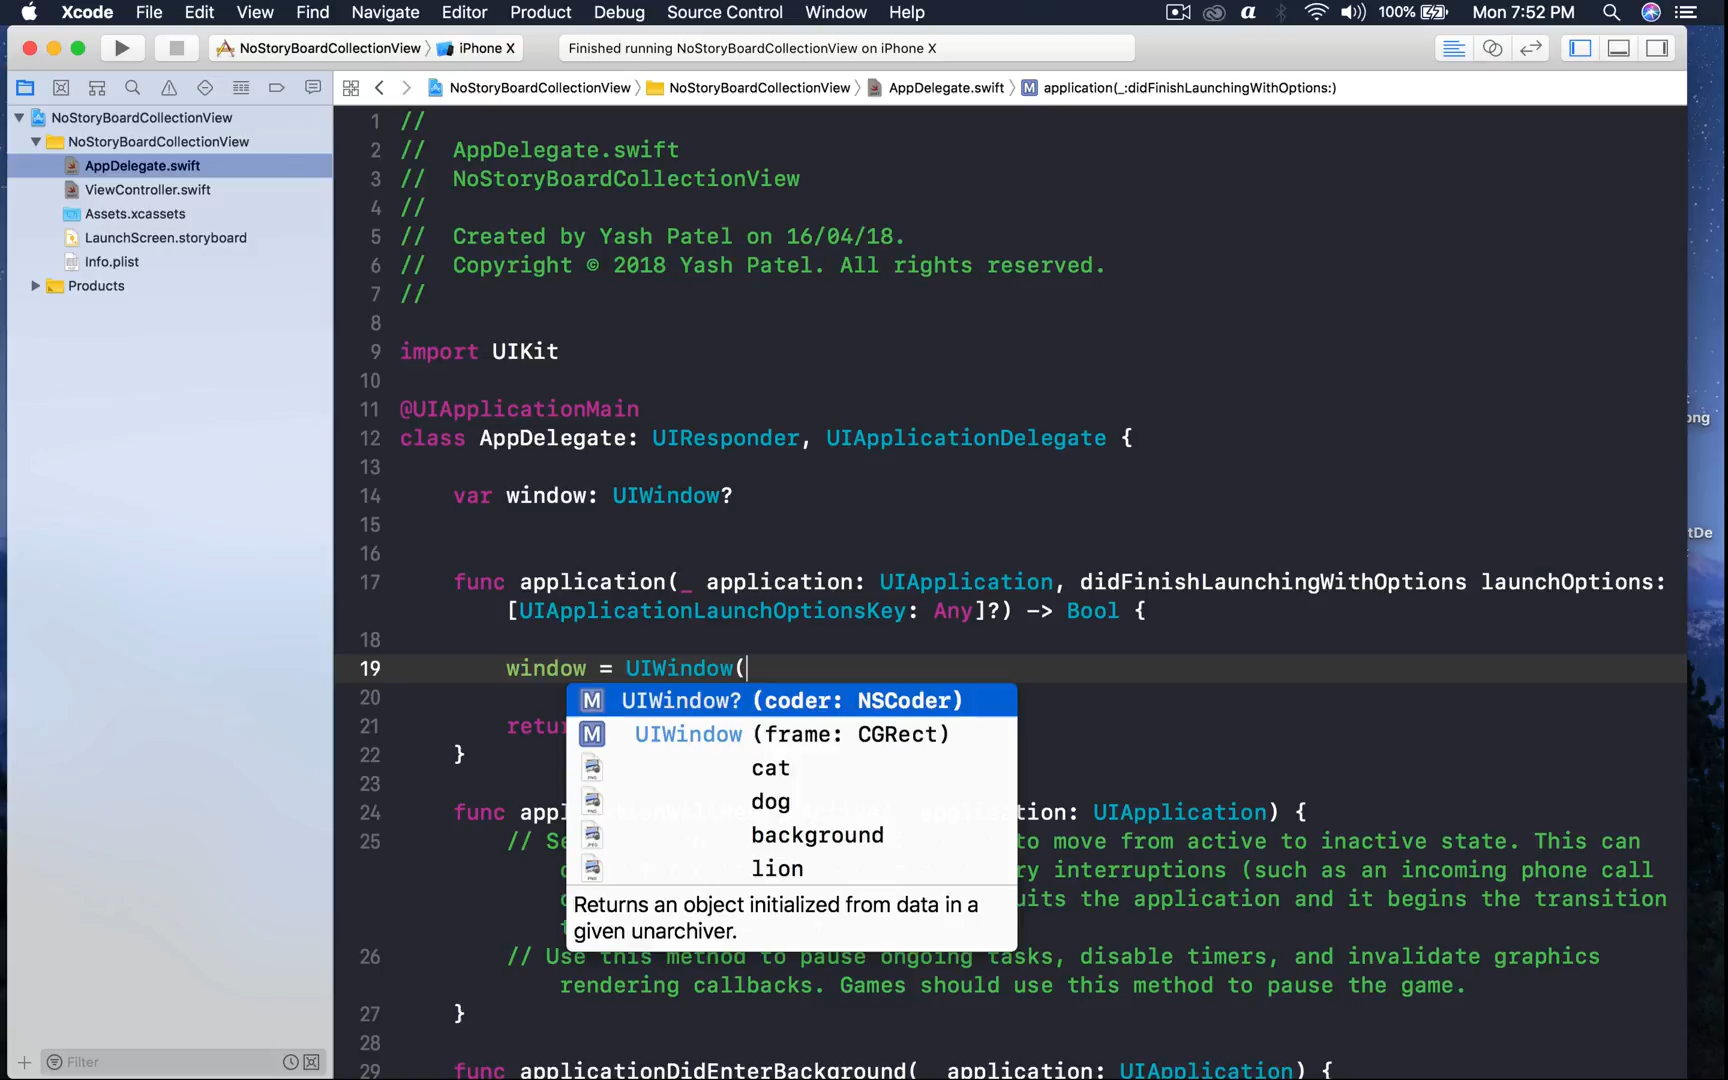 Xcode File Edit View Find Navigate Editor Product Debug Source Control Window Help 100% Mon 7:52 PM
NoStoryBoardCollectionView iPhone X Finished running NoStoryBoardCollectionView on iPhone X
NoStoryBoardCollectionView NoStoryBoardCollectionView AppDelegate.swift M application(_:didFinishLaunchingWithOptions:)
NoStoryBoardCollectionView
NoStoryBoardCollectionView
AppDelegate.swift
ViewController.swift
Assets.xcassets
LaunchScreen.storyboard
Info.plist
Products
Filter
1 //
2 // AppDelegate.swift
3 // NoStoryBoardCollectionView
4 //
5 // Created by Yash Patel on 16/04/18.
6 // Copyright © 2018 Yash Patel. All rights reserved.
7 //
8
9 import UIKit
10
11 @UIApplicationMain
12 class AppDelegate: UIResponder, UIApplicationDelegate {
13
14 var window: UIWindow?
15
16
17 func application(_ application: UIApplication, didFinishLaunchingWithOptions launchOptions:
[UIApplicationLaunchOptionsKey: Any]?) -> Bool {
18
19 window = UIWindow(
20
21 retu
22 }
23
24 func app application: UIApplication) {
25 // Se to move from active to inactive state. This can
ry interruptions (such as an incoming phone call
uits the application and it begins the transition
26 // Use this method to pause ongoing tasks, disable timers, and invalidate graphics
rendering callbacks. Games should use this method to pause the game.
27 }
28
29 func applicationDidEnterBackground(_ application: UIApplication) {
M UIWindow? (coder: NSCoder)
M UIWindow (frame: CGRect)
cat
dog
background
lion
Returns an object initialized from data in a
given unarchiver.
ong
tDe